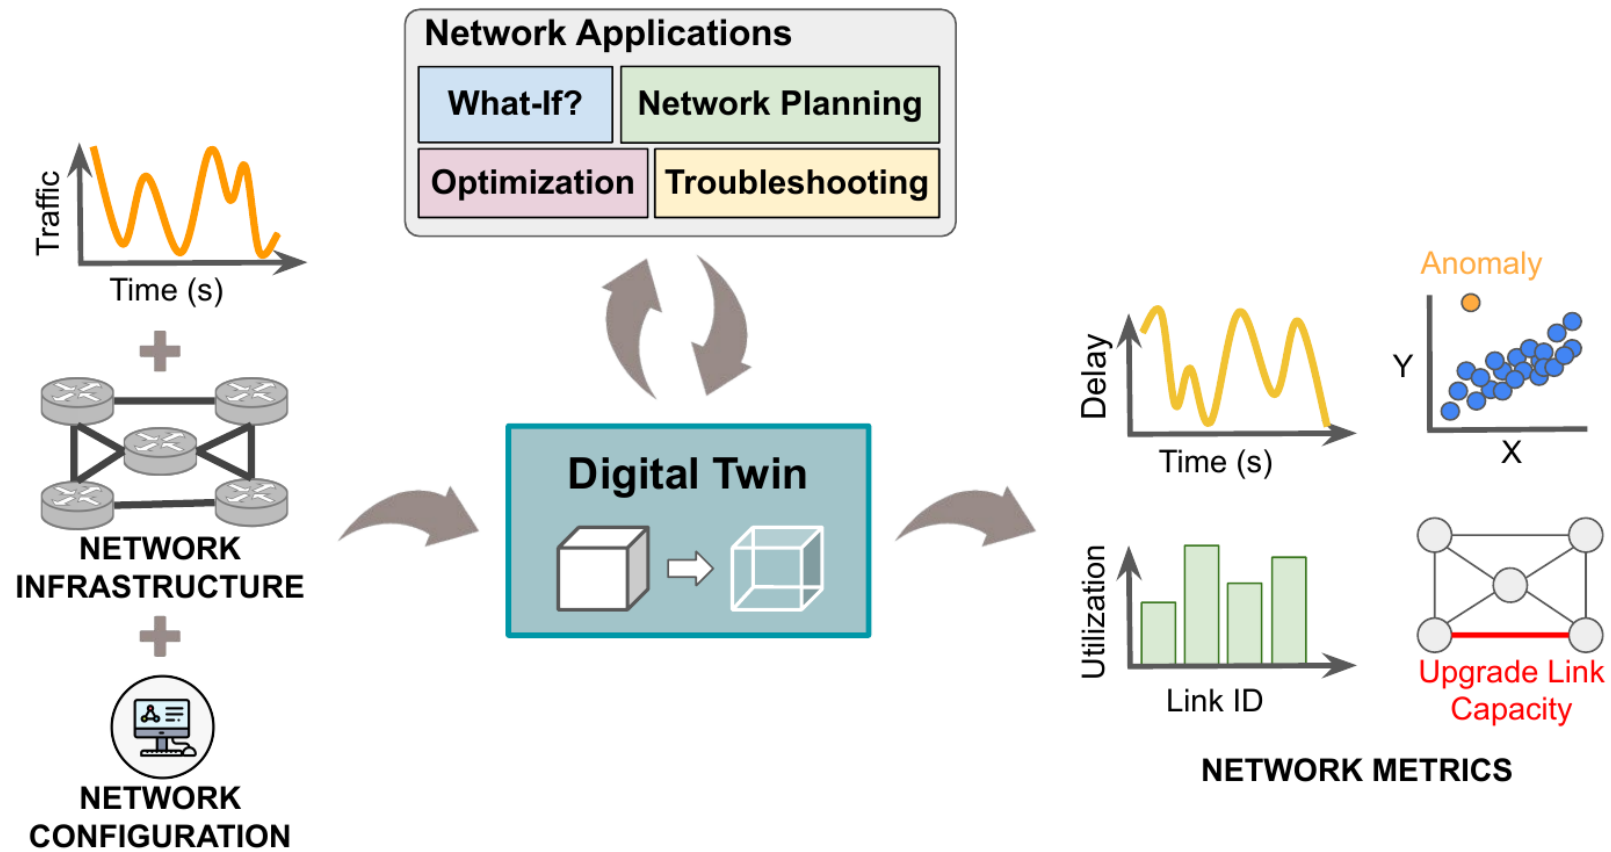 Network Applications
What-If?
Network Planning
Optimization
Troubleshooting
Traffic
Time (s)
NETWORK
INFRASTRUCTURE
NETWORK
CONFIGURATION
Digital Twin
Delay
Time (s)
Anomaly
Y
X
Utilization
Link ID
Upgrade Link
Capacity
NETWORK METRICS